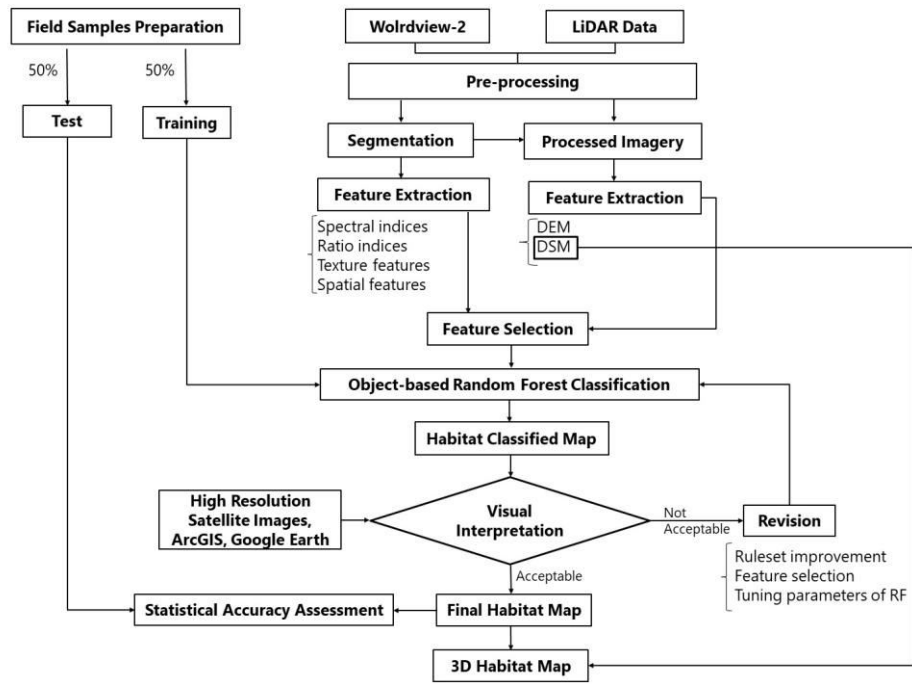 Field Samples Preparation
Wolrdview-2
LiDAR Data
50%
50%
Pre-processing
Test
Training
Segmentation
Processed Imagery
Feature Extraction
Feature Extraction
Spectral indices
Ratio indices
Texture features
Spatial features
DEM
DSM
Feature Selection
Object-based Random Forest Classification
Habitat Classified Map
High Resolution
Satellite Images,
ArcGIS, Google Earth
Visual
Interpretation
Not
Acceptable
Revision
Ruleset improvement
Feature selection
Tuning parameters of RF
Acceptable
Statistical Accuracy Assessment
Final Habitat Map
3D Habitat Map